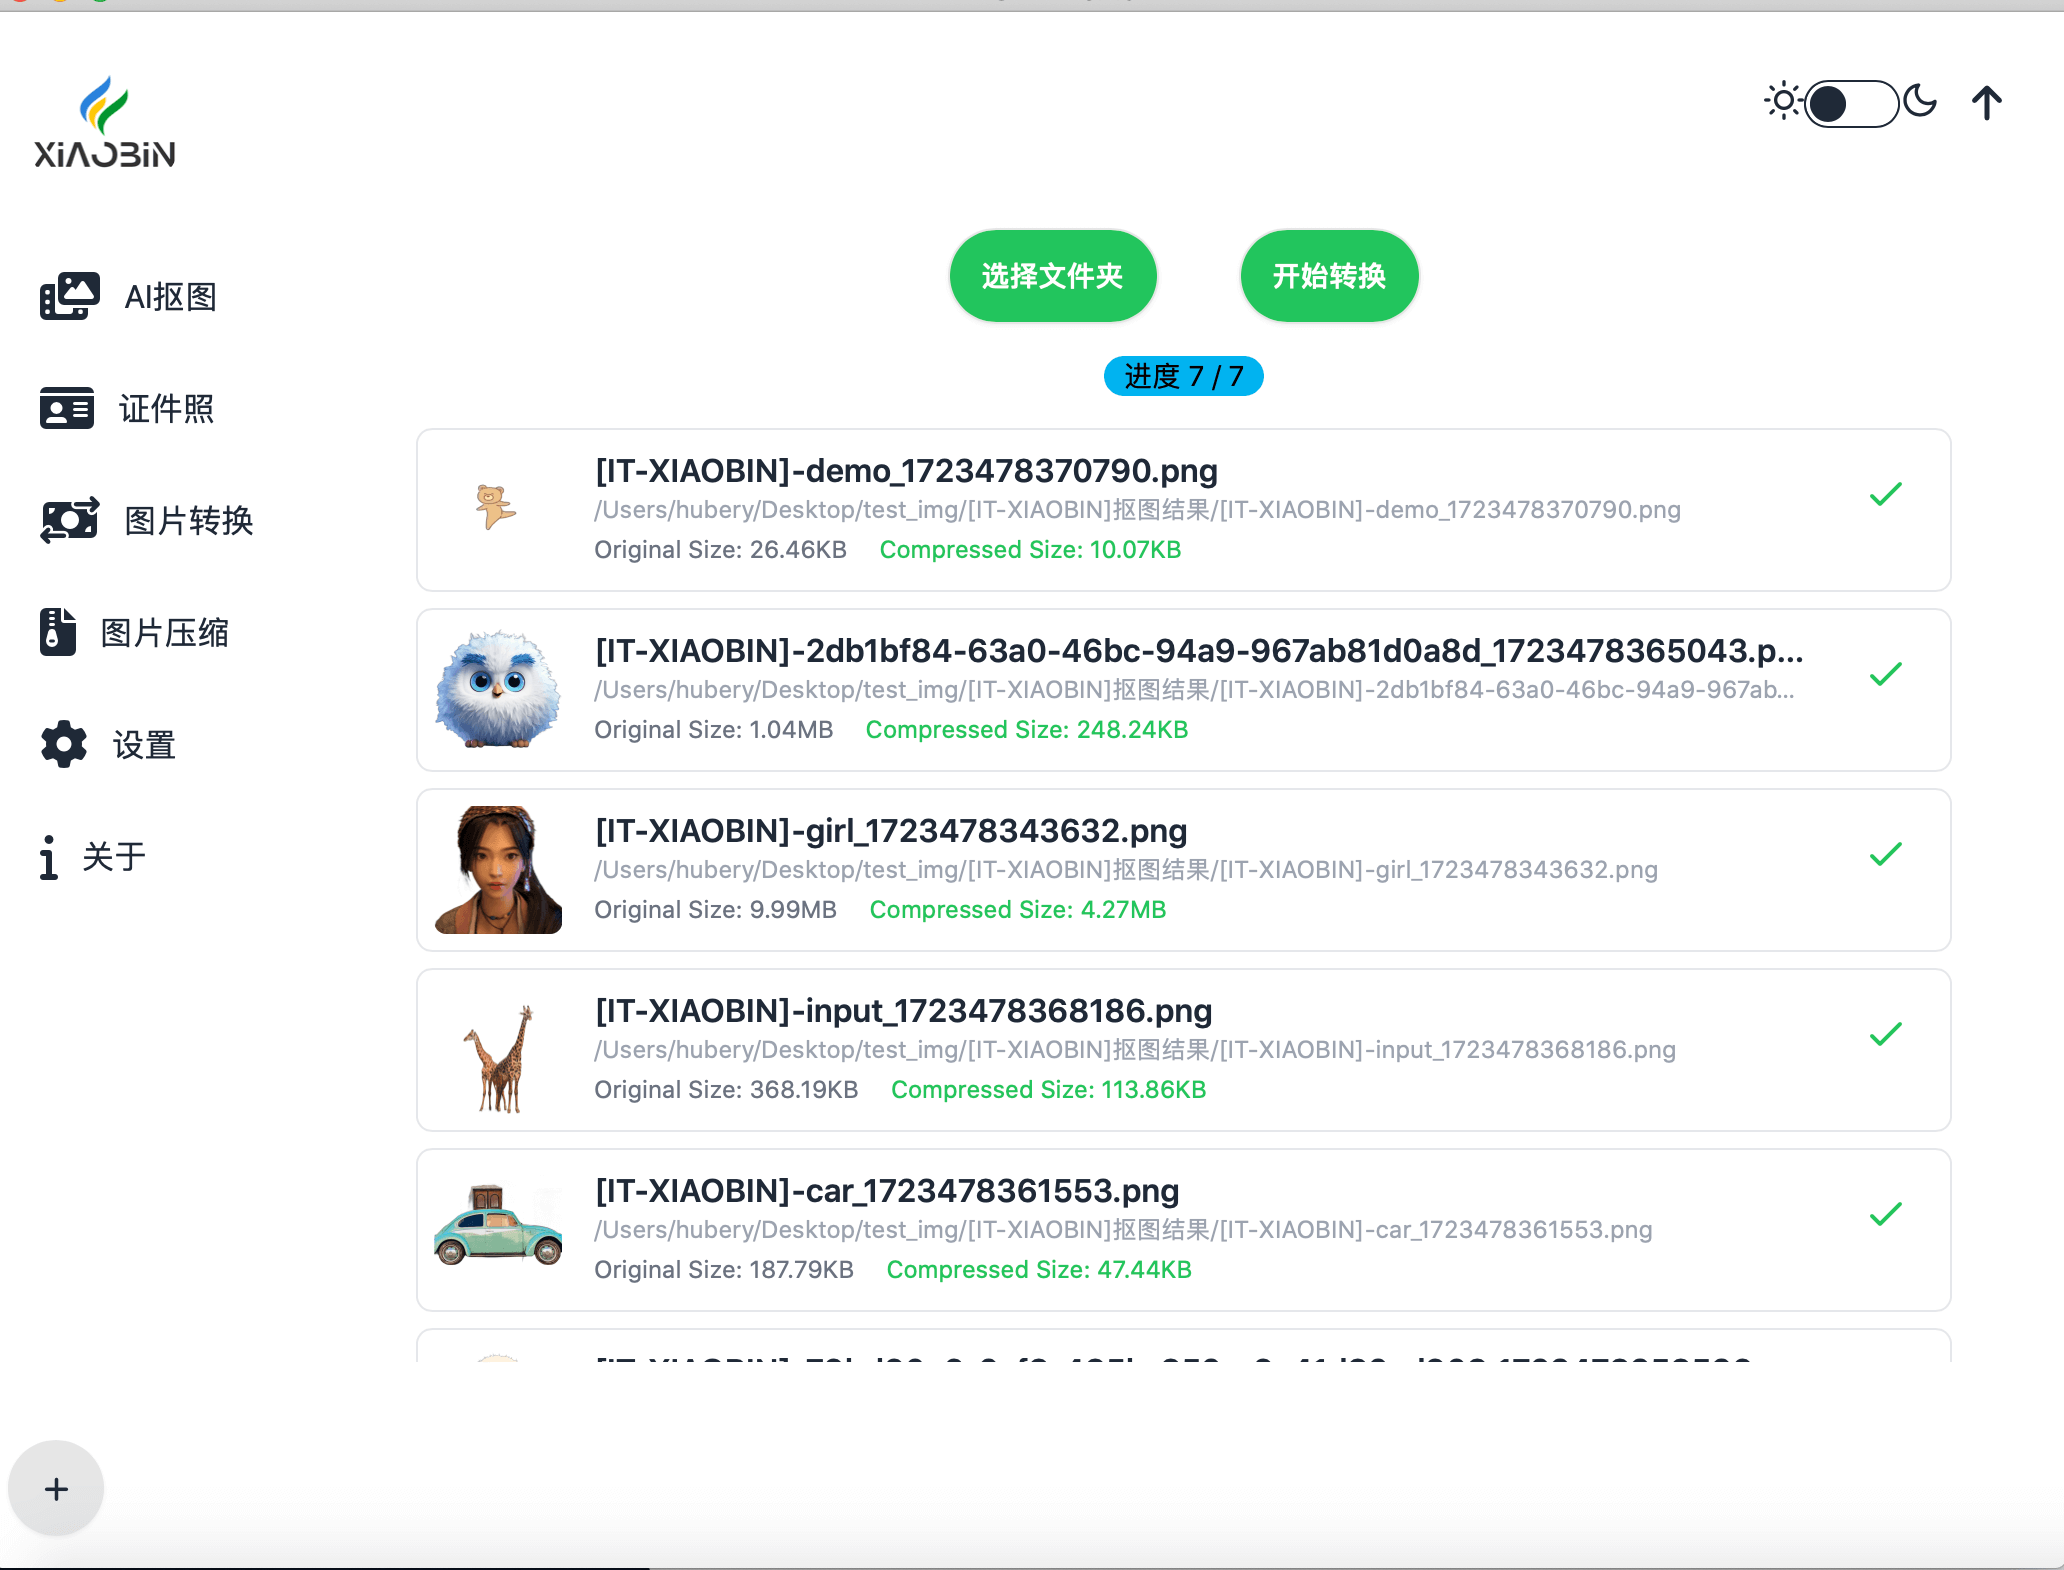 XiAOBiN
AI抠图
证件照
图片转换
图片压缩
设置
关于
选择文件夹
开始转换
进度 7 / 7
[IT-XIAOBIN]-demo_1723478370790.png
/Users/hubery/Desktop/test_img/[IT-XIAOBIN]抠图结果/[IT-XIAOBIN]-demo_1723478370790.png
Original Size: 26.46KB Compressed Size: 10.07KB
[IT-XIAOBIN]-2db1bf84-63a0-46bc-94a9-967ab81d0a8d_1723478365043.p...
/Users/hubery/Desktop/test_img/[IT-XIAOBIN]抠图结果/[IT-XIAOBIN]-2db1bf84-63a0-46bc-94a9-967ab...
Original Size: 1.04MB Compressed Size: 248.24KB
[IT-XIAOBIN]-girl_1723478343632.png
/Users/hubery/Desktop/test_img/[IT-XIAOBIN]抠图结果/[IT-XIAOBIN]-girl_1723478343632.png
Original Size: 9.99MB Compressed Size: 4.27MB
[IT-XIAOBIN]-input_1723478368186.png
/Users/hubery/Desktop/test_img/[IT-XIAOBIN]抠图结果/[IT-XIAOBIN]-input_1723478368186.png
Original Size: 368.19KB Compressed Size: 113.86KB
[IT-XIAOBIN]-car_1723478361553.png
/Users/hubery/Desktop/test_img/[IT-XIAOBIN]抠图结果/[IT-XIAOBIN]-car_1723478361553.png
Original Size: 187.79KB Compressed Size: 47.44KB